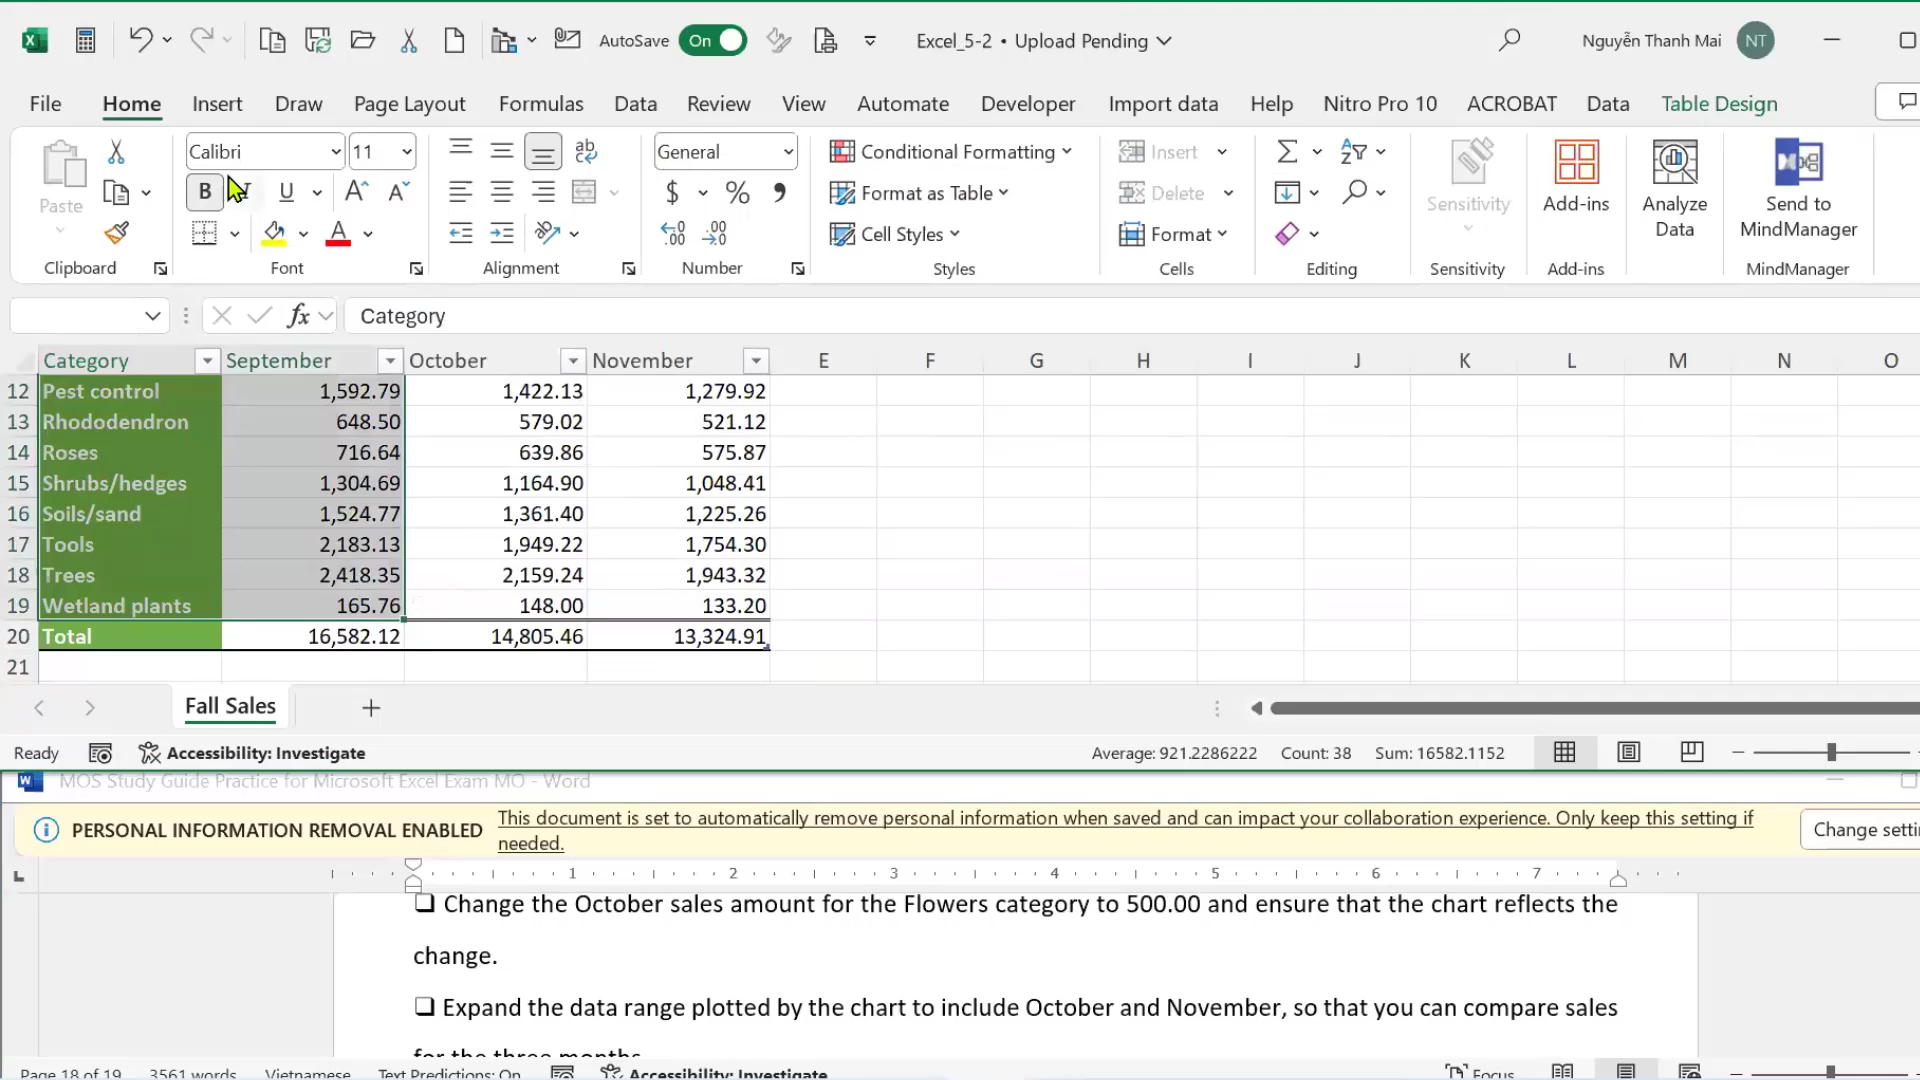 AutoSave On Excel_5-2 • Upload Pending Nguyễn Thanh Mai NT
File Home Insert Draw Page Layout Formulas Data Review View Automate Developer Import data Help Nitro Pro 10 ACROBAT Data Table Design
Calibri 11 General Conditional Formatting Insert
Paste B U $ % Format as Table Delete Sensitivity Add-ins Analyze Data Send to MindManager
A Cell Styles Format
Clipboard Font Alignment Number Styles Cells Editing Sensitivity Add-ins MindManager
fx Category
Category September October November E F G H I J K L M N O
12 Pest control 1,592.79 1,422.13 1,279.92
13 Rhododendron 648.50 579.02 521.12
14 Roses 716.64 639.86 575.87
15 Shrubs/hedges 1,304.69 1,164.90 1,048.41
16 Soils/sand 1,524.77 1,361.40 1,225.26
17 Tools 2,183.13 1,949.22 1,754.30
18 Trees 2,418.35 2,159.24 1,943.32
19 Wetland plants 165.76 148.00 133.20
20 Total 16,582.12 14,805.46 13,324.91
21
Fall Sales
Ready Accessibility: Investigate Average: 921.2286222 Count: 38 Sum: 16582.1152
MOS Study Guide Practice for Microsoft Excel Exam MO - Word
PERSONAL INFORMATION REMOVAL ENABLED This document is set to automatically remove personal information when saved and can impact your collaboration experience. Only keep this setting if
needed. Change setti
1 2 3 4 5 6 7
❑ Change the October sales amount for the Flowers category to 500.00 and ensure that the chart reflects the
change.
❑ Expand the data range plotted by the chart to include October and November, so that you can compare sales
for the three months.
Page 18 of 19 3561 words Vietnamese Text Predictions: On Accessibility: Investigate Focus